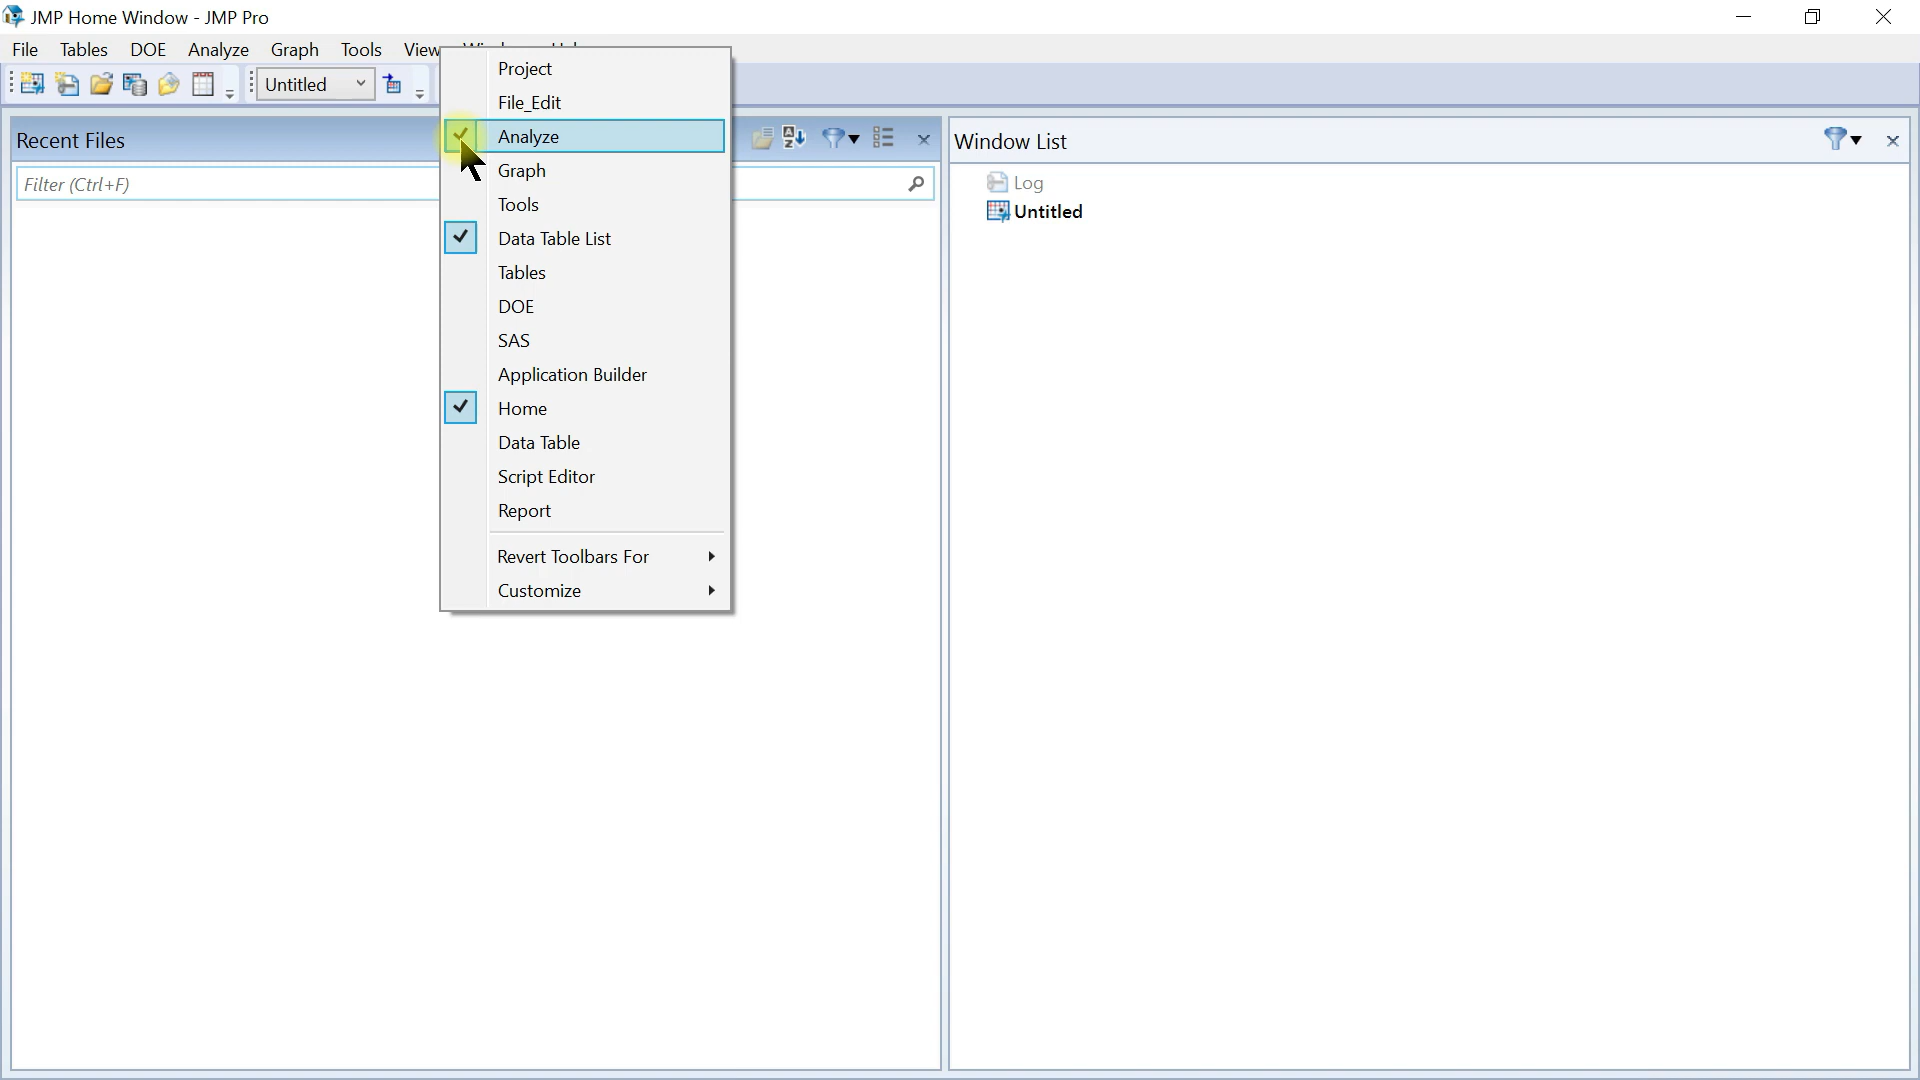 JMP Home Window - JMP Pro
File Tables DOE Analyze Graph Tools View
Untitled
Recent Files
Filter (Ctrl+F)
Project
File_Edit
Analyze
Graph
Tools
Data Table List
Tables
DOE
SAS
Application Builder
Home
Data Table
Script Editor
Report
Revert Toolbars For
Customize
Window List
Log
Untitled